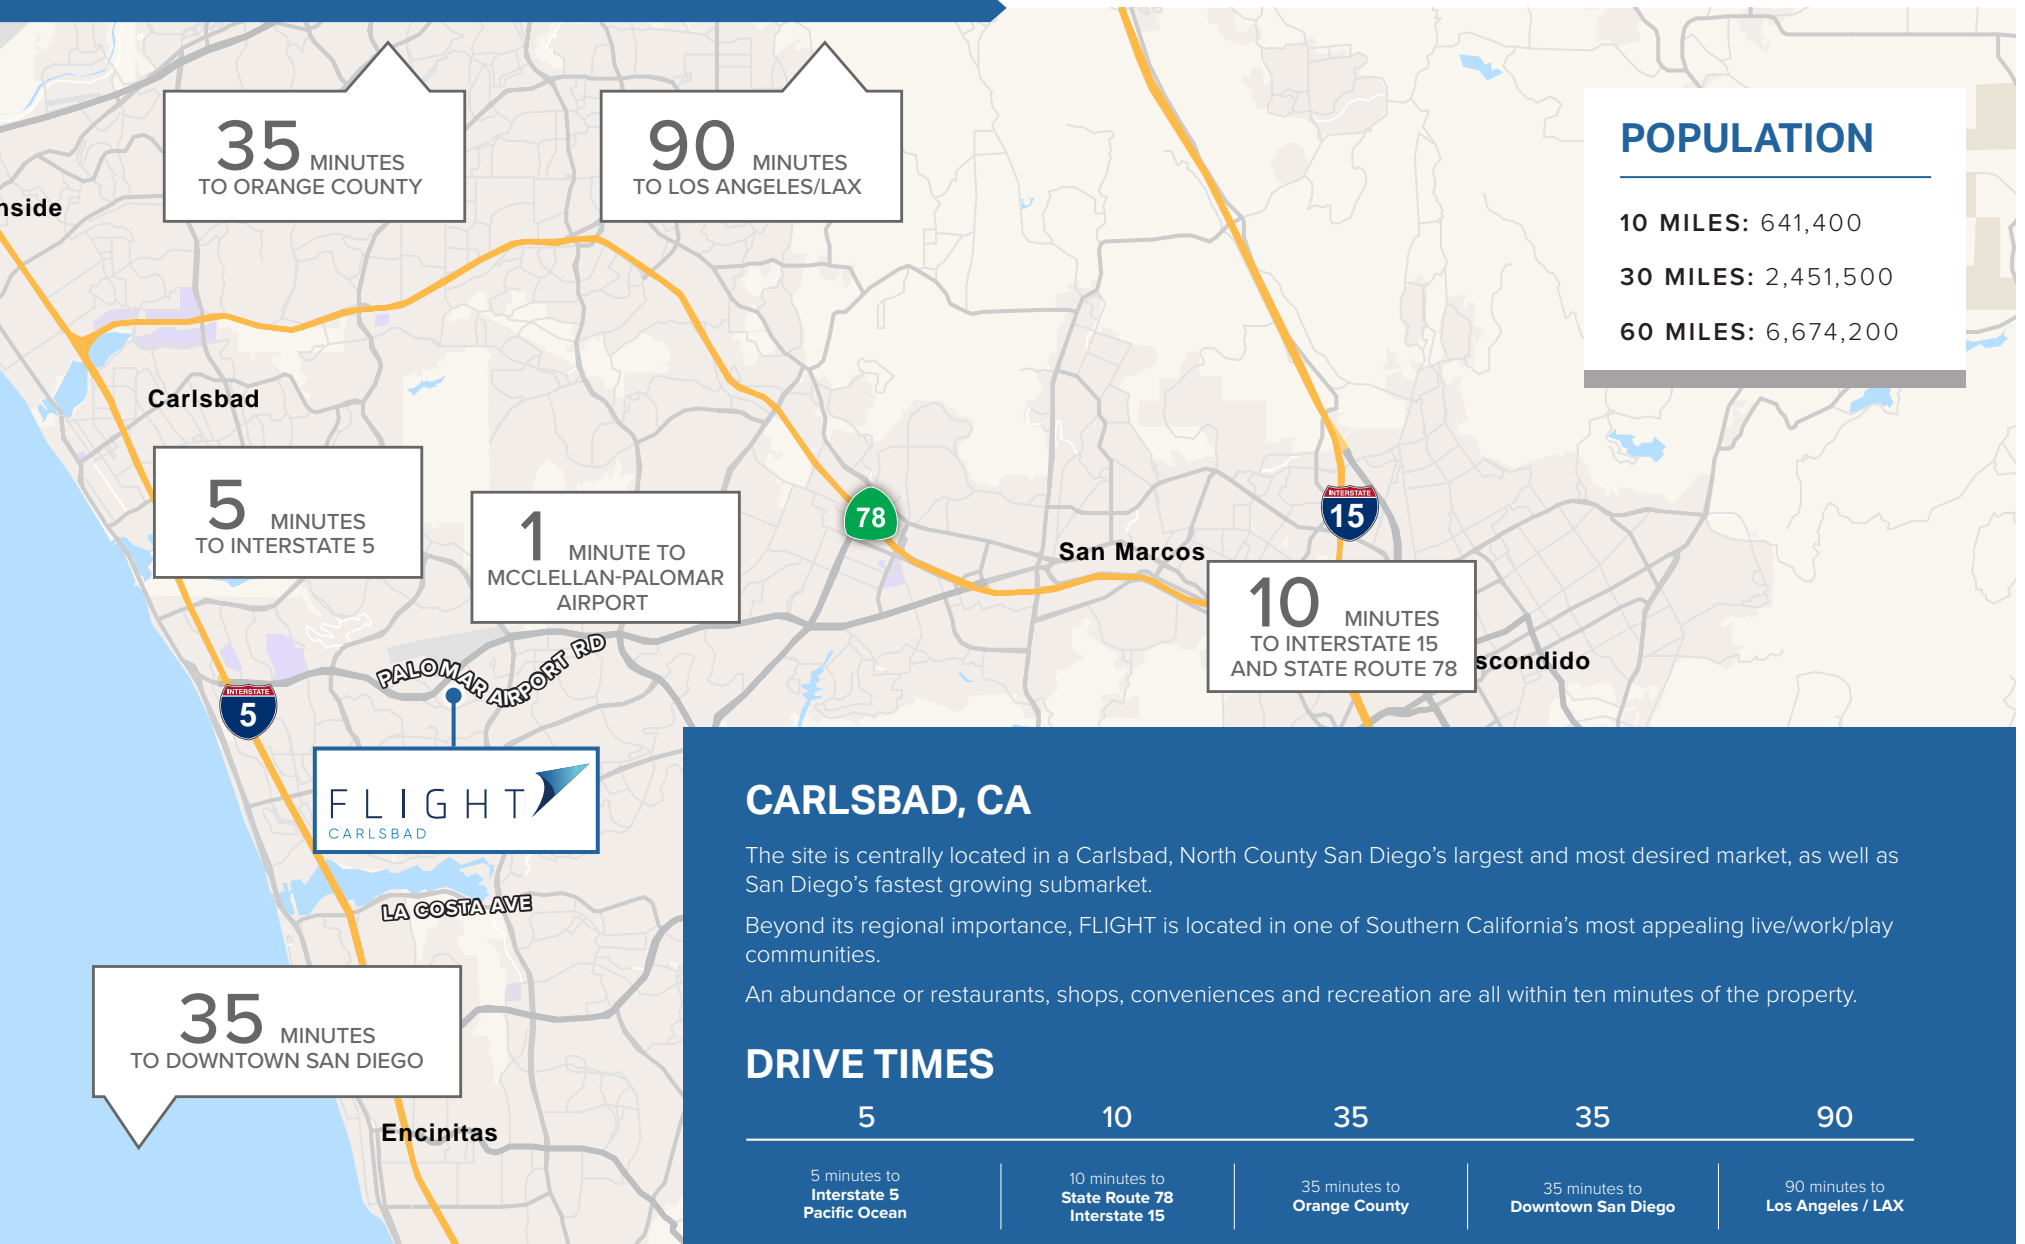 35 MINUTES
TO ORANGE COUNTY
90 MINUTES
TO LOS ANGELES/LAX
POPULATION
10 MILES: 641,400
30 MILES: 2,451,500
60 MILES: 6,674,200
nside
Carlsbad
5 MINUTES
TO INTERSTATE 5
1 MINUTE TO
MCCLELLAN-PALOMAR
AIRPORT
78
INTERSTATE
15
San Marcos
10 MINUTES
TO INTERSTATE 15
AND STATE ROUTE 78
scondido
PALOMAR AIRPORT RD
INTERSTATE
5
FLIGHT
CARLSBAD
LA COSTA AVE
35 MINUTES
TO DOWNTOWN SAN DIEGO
Encinitas
CARLSBAD, CA
The site is centrally located in a Carlsbad, North County San Diego’s largest and most desired market, as well as
San Diego’s fastest growing submarket.
Beyond its regional importance, FLIGHT is located in one of Southern California’s most appealing live/work/play
communities.
An abundance or restaurants, shops, conveniences and recreation are all within ten minutes of the property.
DRIVE TIMES
5 10 35 35 90
5 minutes to
Interstate 5
Pacific Ocean
10 minutes to
State Route 78
Interstate 15
35 minutes to
Orange County
35 minutes to
Downtown San Diego
90 minutes to
Los Angeles / LAX